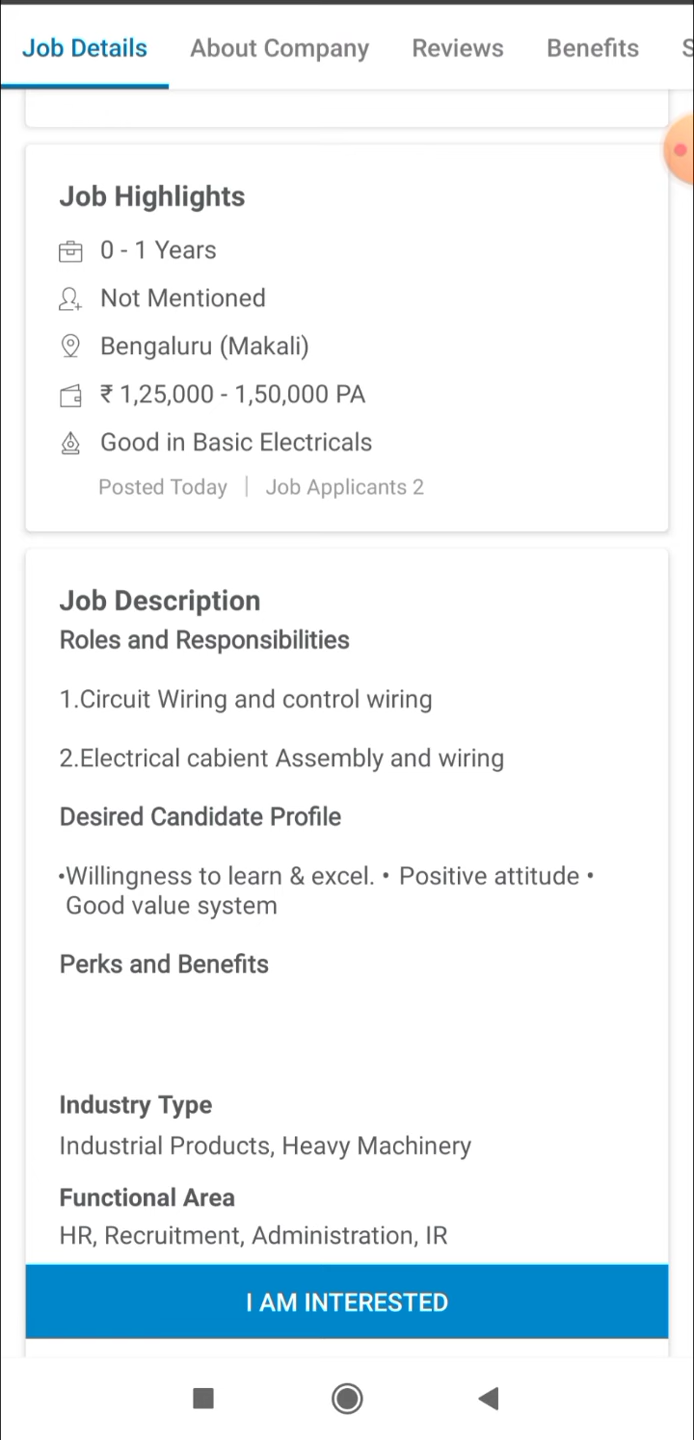 Job Details About Company Reviews Benefits S
Job Highlights
0 - 1 Years
Not Mentioned
Bengaluru (Makali)
₹ 1,25,000 - 1,50,000 PA
Good in Basic Electricals
Posted Today | Job Applicants 2
Job Description
Roles and Responsibilities
1.Circuit Wiring and control wiring
2.Electrical cabient Assembly and wiring
Desired Candidate Profile
•Willingness to learn & excel. • Positive attitude •
Good value system
Perks and Benefits
Industry Type
Industrial Products, Heavy Machinery
Functional Area
HR, Recruitment, Administration, IR
I AM INTERESTED